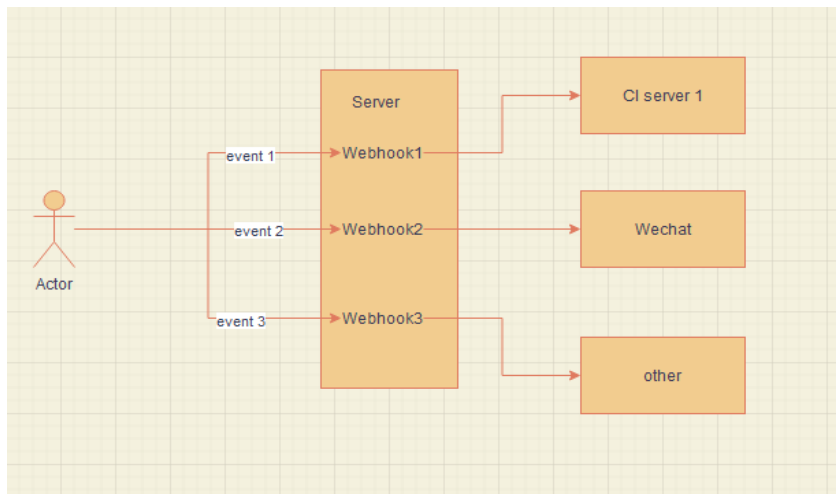 Server
CI server 1
event 1
Webhook1
event 2
Webhook2
Wechat
Actor
event 3
Webhook3
other